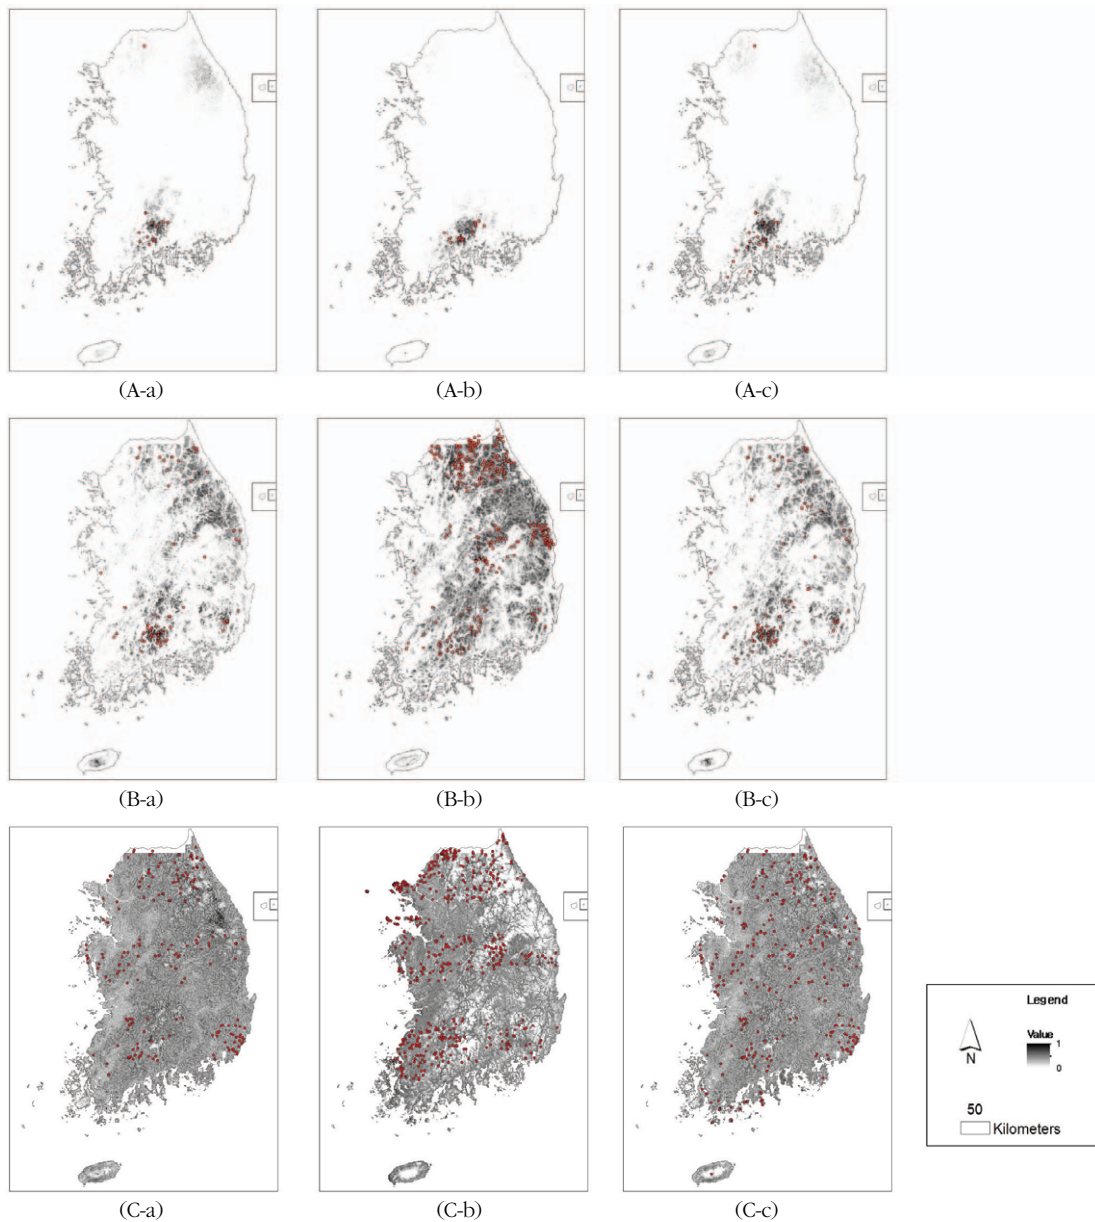 (A-a)
(A-b)
(A-c)
(B-a)
(B-b)
(B-c)
(C-a)
(C-b)
(C-c)
Legend
Value
1
0
N
50
Kilometers